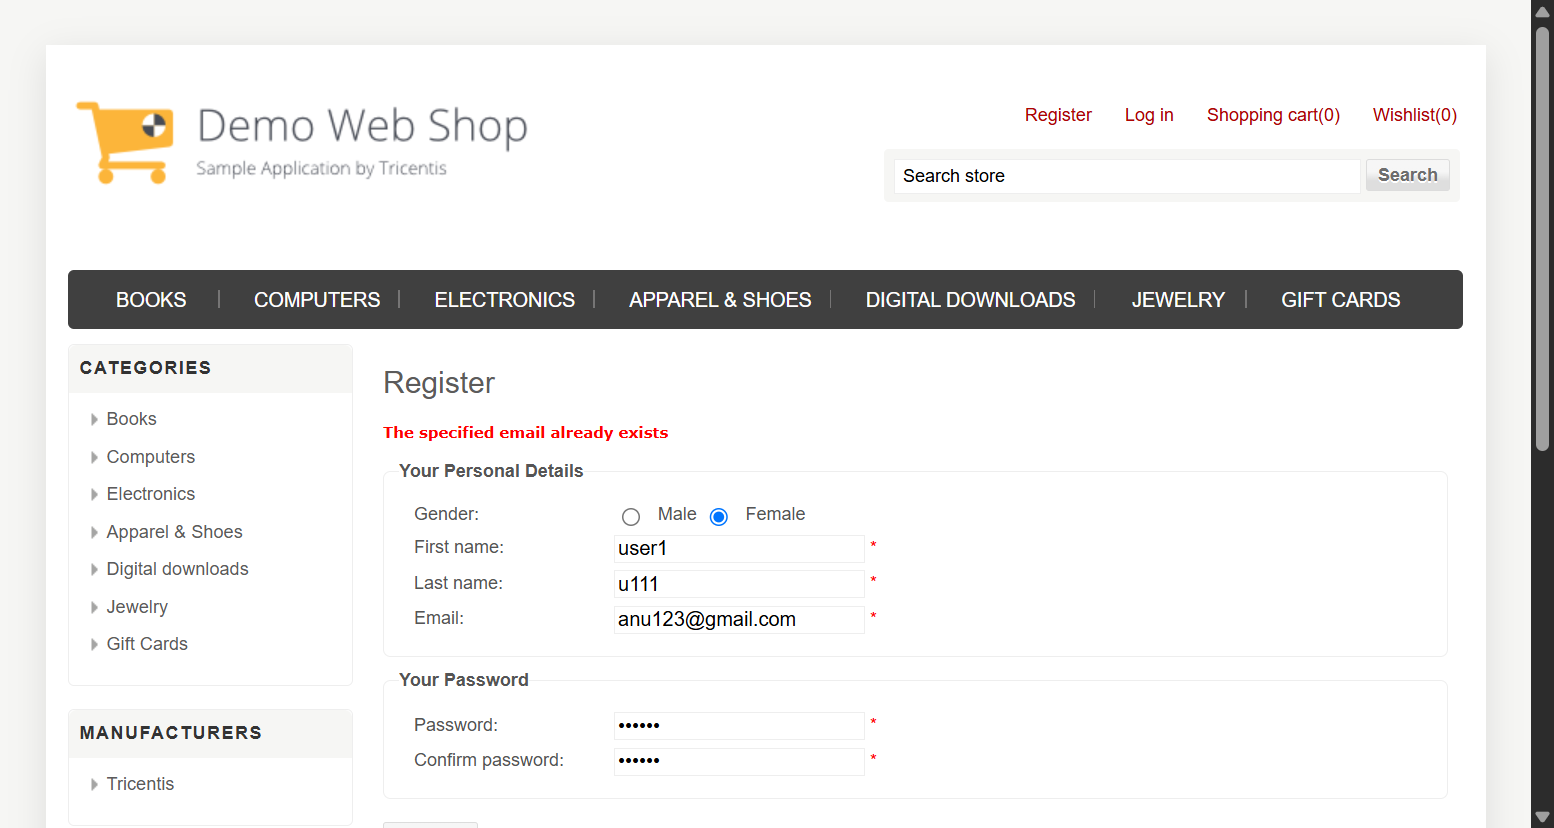 Demo Web Shop
Sample Application by Tricentis
Register Log in Shopping cart(0) Wishlist(0)
Search store Search
BOOKS COMPUTERS ELECTRONICS APPAREL & SHOES DIGITAL DOWNLOADS JEWELRY GIFT CARDS
CATEGORIES
Books
Computers
Electronics
Apparel & Shoes
Digital downloads
Jewelry
Gift Cards
MANUFACTURERS
Tricentis
Register
The specified email already exists
Your Personal Details
Gender: Male Female
First name: user1 *
Last name: u111 *
Email: anu123@gmail.com *
Your Password
Password: •••••• *
Confirm password: •••••• *